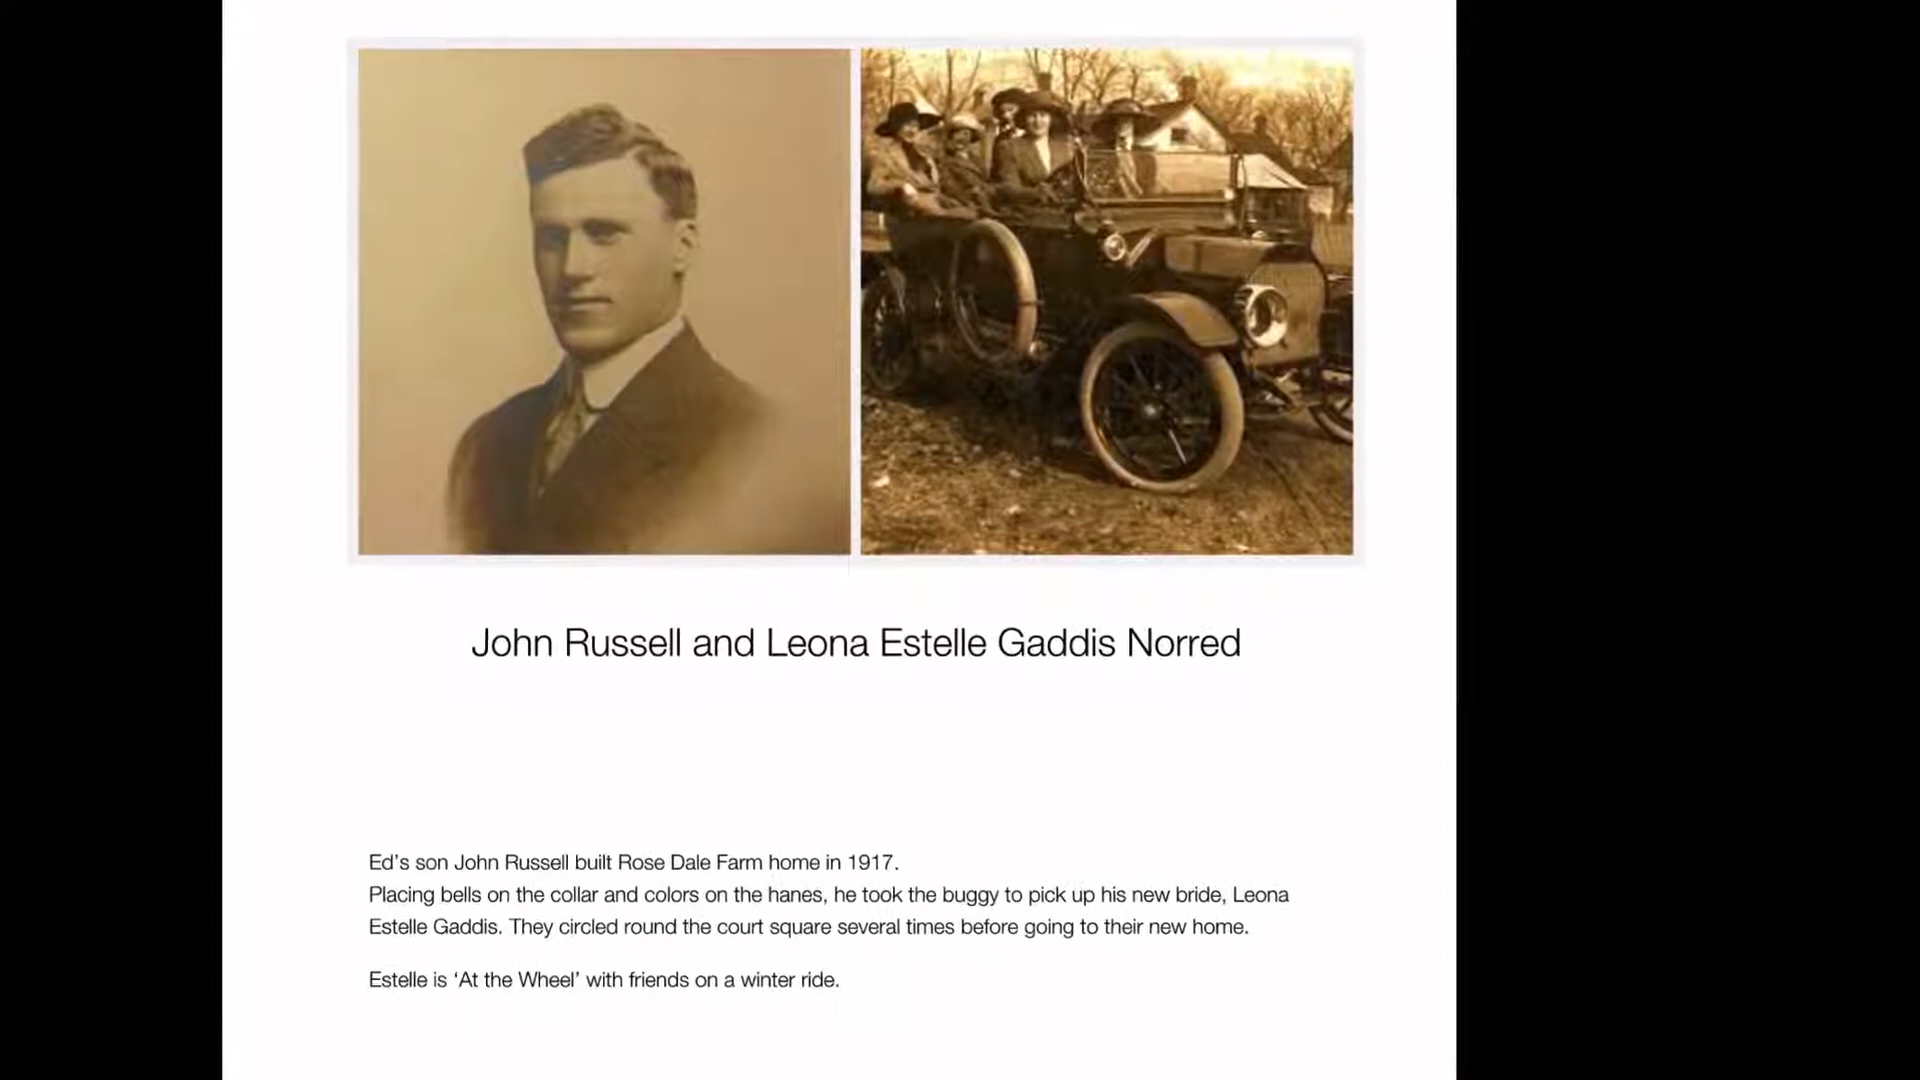 John Russell and Leona Estelle Gaddis Norred
Ed’s son John Russell built Rose Dale Farm home in 1917.
Placing bells on the collar and colors on the hanes, he took the buggy to pick up his new bride, Leona
Estelle Gaddis. They circled round the court square several times before going to their new home.
Estelle is ‘At the Wheel’ with friends on a winter ride.